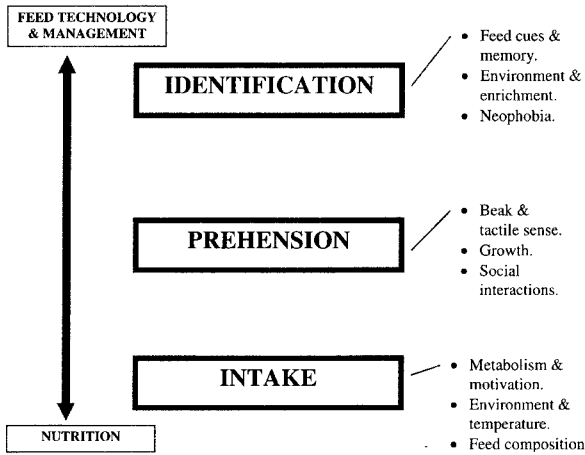 FEED TECHNOLOGY
& MANAGEMENT
IDENTIFICATION
• Feed cues &
memory.
• Environment &
enrichment.
• Neophobia.
PREHENSION
• Beak &
tactile sense.
• Growth.
• Social
interactions.
INTAKE
• Metabolism &
motivation.
• Environment &
temperature.
• Feed composition
NUTRITION